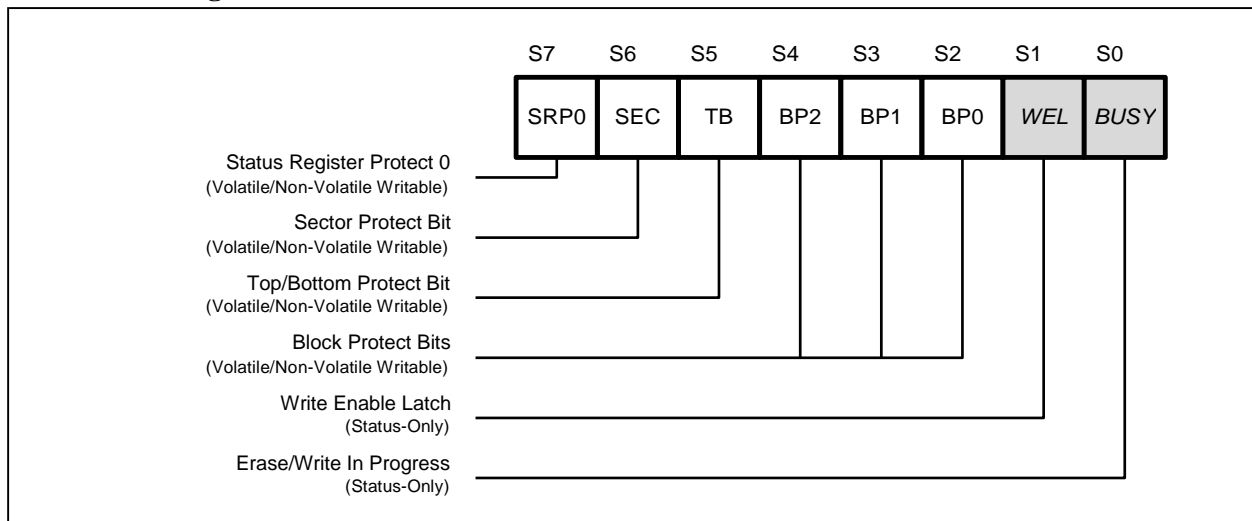 S7 S6 S5 S4 S3 S2 S1 S0
SRP0 SEC TB BP2 BP1 BP0 WEL BUSY
Status Register Protect 0
(Volatile/Non-Volatile Writable)
Sector Protect Bit
(Volatile/Non-Volatile Writable)
Top/Bottom Protect Bit
(Volatile/Non-Volatile Writable)
Block Protect Bits
(Volatile/Non-Volatile Writable)
Write Enable Latch
(Status-Only)
Erase/Write In Progress
(Status-Only)